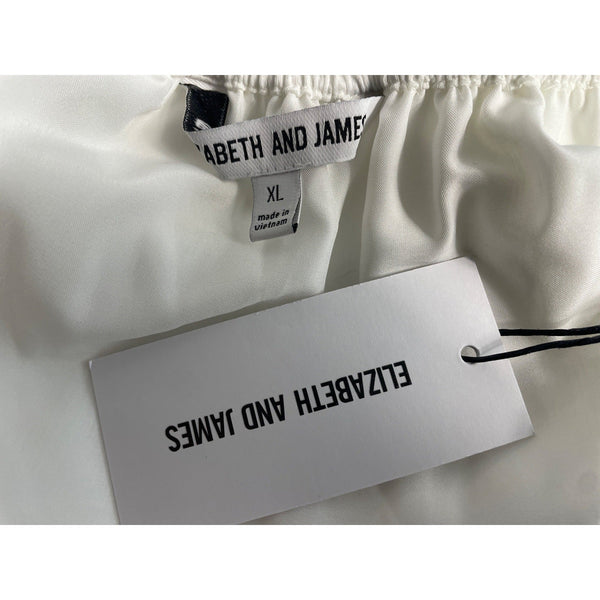 ABETH AND JAMES
XL
made in
vietnam
ELIZABETH AND JAMES